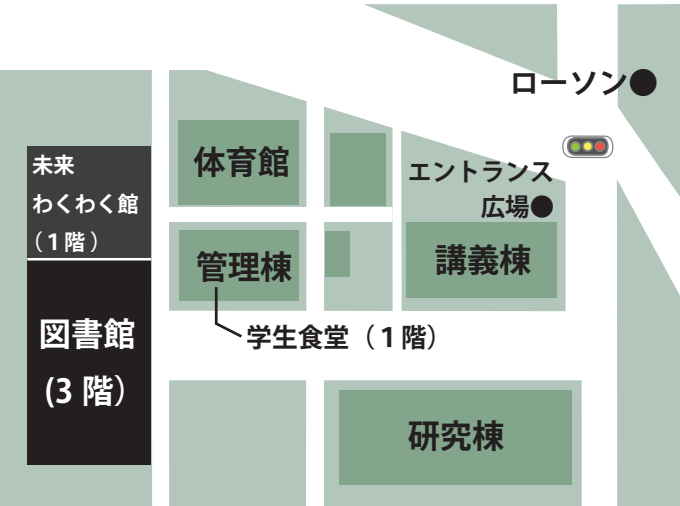 ローソン●
体育館
エントランス
広場●
未来
わくわく館
（１階）
管理棟
講義棟
図書館
(3 階）
学生食堂（１階）
研究棟